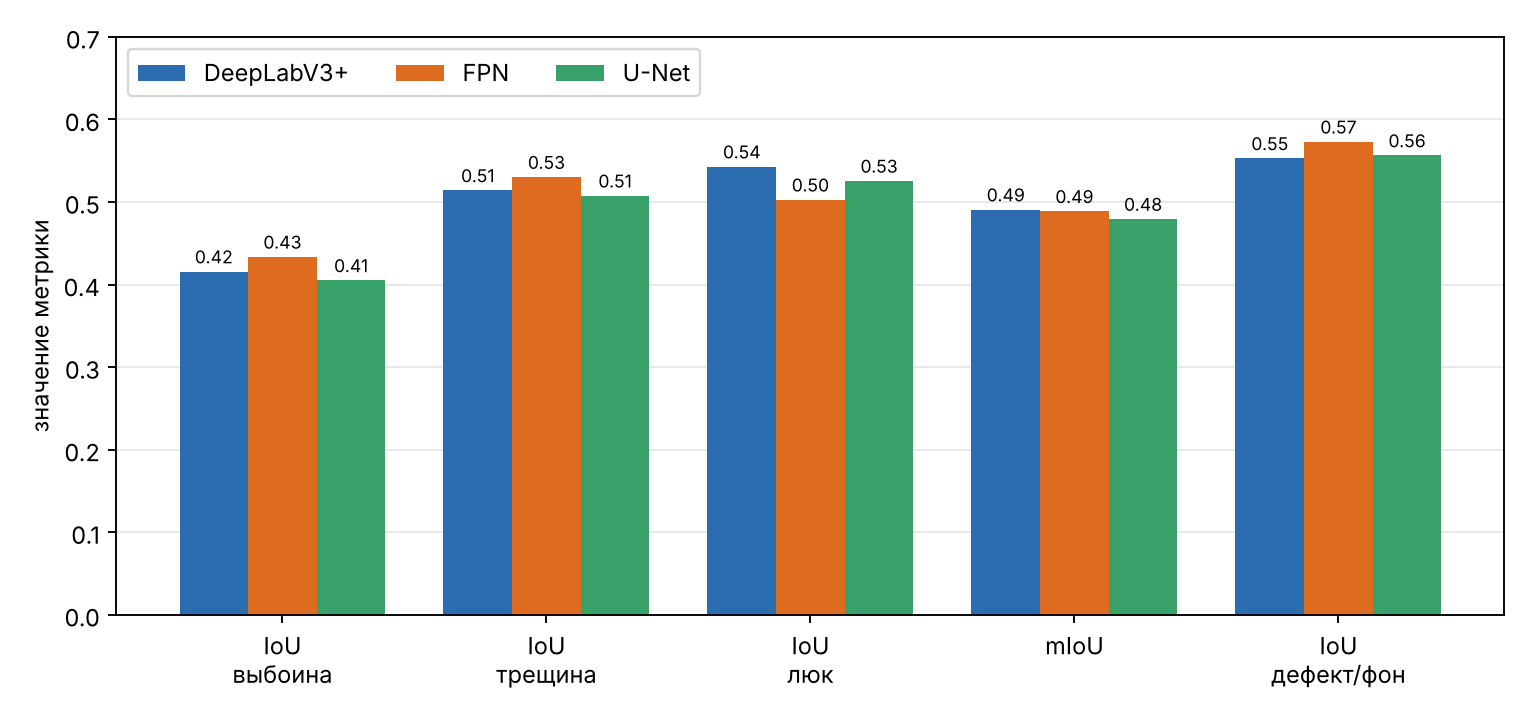 DeepLabV3+ FPN U-Net
значение метрики
0.7
0.6
0.5
0.4
0.3
0.2
0.1
0.0
0.42 0.43 0.41
0.51 0.53 0.51
0.54 0.50 0.53
0.49 0.49 0.48
0.55 0.57 0.56
IoU
выбоина
IoU
трещина
IoU
люк
mIoU
IoU
дефект/фон